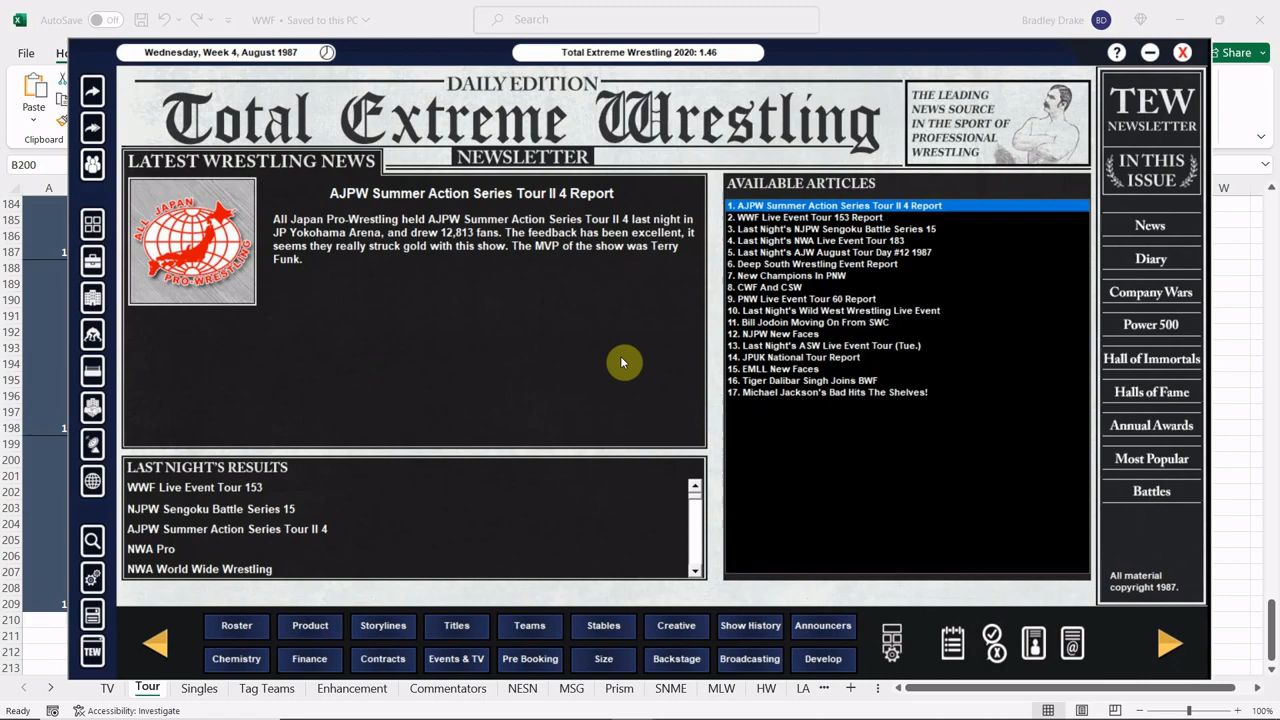 AutoSave Off
WWF • Saved to this PC
Search
Bradley Drake BD
File Ho
Share
Paste
Clipboard
B200
Wednesday, Week 4, August 1987
Total Extreme Wrestling 2020: 1.46
?
X
DAILY EDITION
Total Extreme Wrestling
NEWSLETTER
THE LEADING
NEWS SOURCE
IN THE SPORT OF
PROFESSIONAL
WRESTLING
TEW
NEWSLETTER
IN THIS
ISSUE
News
Diary
Company Wars
Power 500
Hall of Immortals
Halls of Fame
Annual Awards
Most Popular
Battles
All material
copyright 1987.
LATEST WRESTLING NEWS
ALL JAPAN
PRO-WRESTLING
AJPW Summer Action Series Tour II 4 Report
All Japan Pro-Wrestling held AJPW Summer Action Series Tour II 4 last night in
JP Yokohama Arena, and drew 12,813 fans. The feedback has been excellent, it
seems they really struck gold with this show. The MVP of the show was Terry
Funk.
AVAILABLE ARTICLES
1. AJPW Summer Action Series Tour II 4 Report
2. WWF Live Event Tour 153 Report
3. Last Night's NJPW Sengoku Battle Series 15
4. Last Night's NWA Live Event Tour 183
5. Last Night's AJW August Tour Day #12 1987
6. Deep South Wrestling Event Report
7. New Champions In PNW
8. CWF And CSW
9. PNW Live Event Tour 60 Report
10. Last Night's Wild West Wrestling Live Event
11. Bill Jodoin Moving On From SWC
12. NJPW New Faces
13. Last Night's ASW Live Event Tour (Tue.)
14. JPUK National Tour Report
15. EMLL New Faces
16. Tiger Dalibar Singh Joins BWF
17. Michael Jackson's Bad Hits The Shelves!
LAST NIGHT'S RESULTS
WWF Live Event Tour 153
NJPW Sengoku Battle Series 15
AJPW Summer Action Series Tour II 4
NWA Pro
NWA World Wide Wrestling
Roster Product Storylines Titles Teams Stables Creative Show History Announcers
Chemistry Finance Contracts Events & TV Pre Booking Size Backstage Broadcasting Develop
TEW
A W
184
185
186
187 1
188
189
190
191
192
193
194
195
196
197
198 1
199
200
201
202
203
204
205
206
207
208
209 1
210
211
212
213
TV Tour Singles Tag Teams Enhancement Commentators NESN MSG Prism SNME MLW HW LA ••• +
Ready Accessibility: Investigate 100%